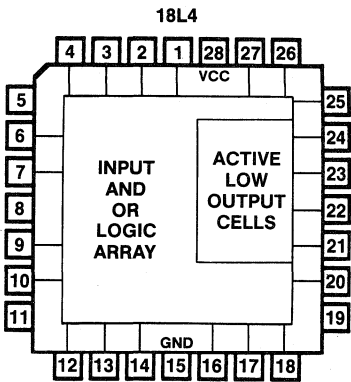 18L4
4 3 2 1 28 27 26
VCC
5 25
6 24
7 23
8 22
9 21
10 20
11 19
INPUT
AND
OR
LOGIC
ARRAY
ACTIVE
LOW
OUTPUT
CELLS
GND
12 13 14 15 16 17 18